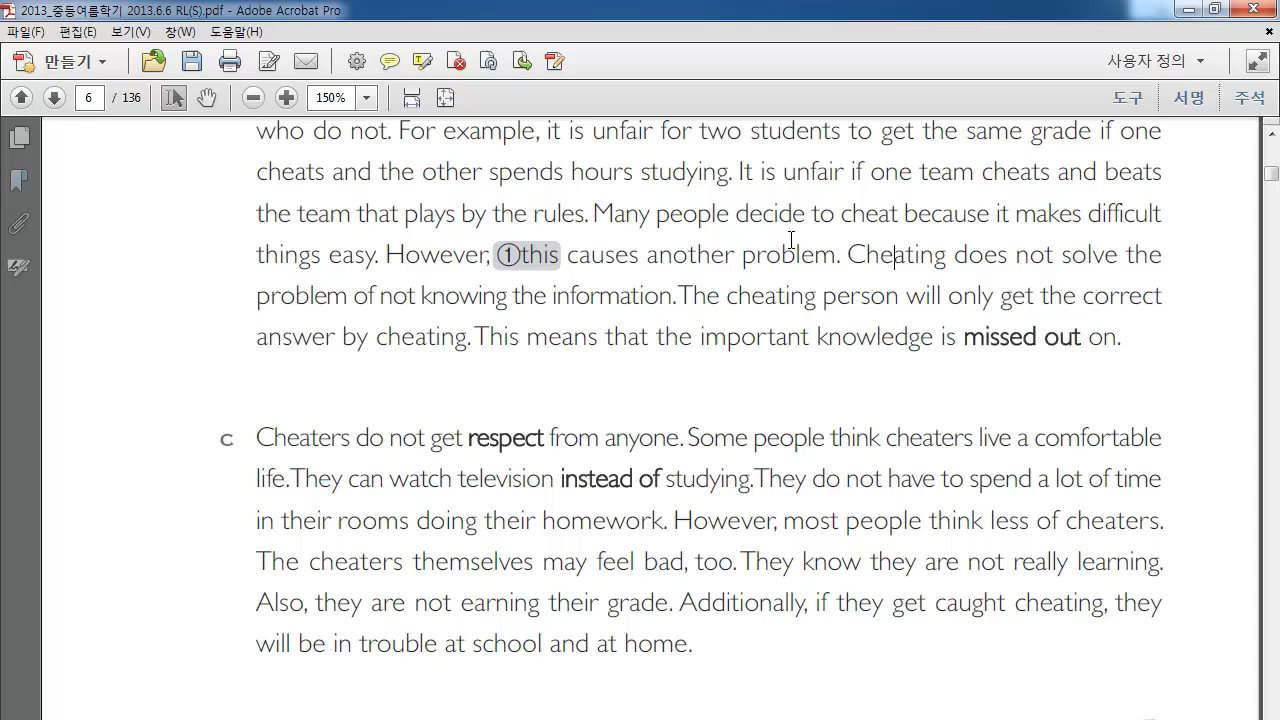 2013_중등여름학기 2013.6.6 RL(S).pdf - Adobe Acrobat Pro
파일(F) 편집(E) 보기(V) 창(W) 도움말(H)
만들기 사용자 정의
6 / 136 150% 도구 서명 주석
who do not. For example, it is unfair for two students to get the same grade if one
cheats and the other spends hours studying. It is unfair if one team cheats and beats
the team that plays by the rules. Many people decide to cheat because it makes difficult
things easy. However, ①this causes another problem. Cheating does not solve the
problem of not knowing the information. The cheating person will only get the correct
answer by cheating. This means that the important knowledge is missed out on.
C Cheaters do not get respect from anyone. Some people think cheaters live a comfortable
life. They can watch television instead of studying. They do not have to spend a lot of time
in their rooms doing their homework. However, most people think less of cheaters.
The cheaters themselves may feel bad, too. They know they are not really learning.
Also, they are not earning their grade. Additionally, if they get caught cheating, they
will be in trouble at school and at home.